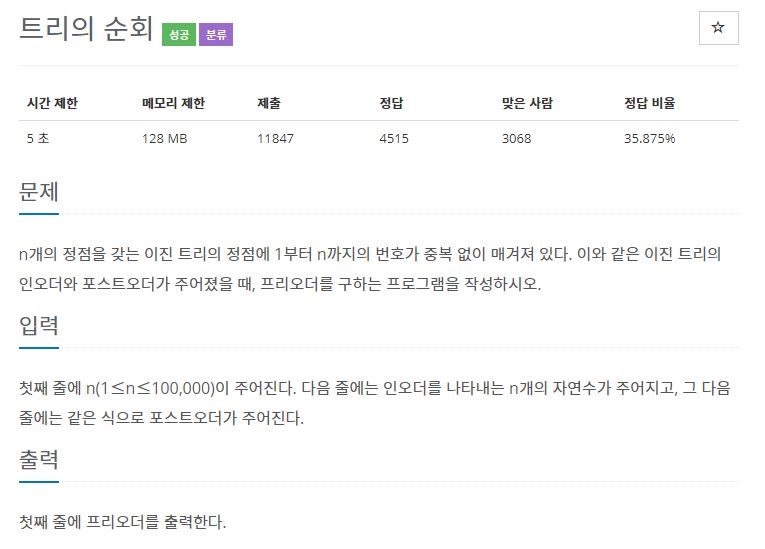 트리의 순회 성공 분류
☆
시간 제한 메모리 제한 제출 정답 맞은 사람 정답 비율
5 초 128 MB 11847 4515 3068 35.875%
문제
n개의 정점을 갖는 이진 트리의 정점에 1부터 n까지의 번호가 중복 없이 매겨져 있다. 이와 같은 이진 트리의
인오더와 포스트오더가 주어졌을 때, 프리오더를 구하는 프로그램을 작성하시오.
입력
첫째 줄에 n(1≤n≤100,000)이 주어진다. 다음 줄에는 인오더를 나타내는 n개의 자연수가 주어지고, 그 다음
줄에는 같은 식으로 포스트오더가 주어진다.
출력
첫째 줄에 프리오더를 출력한다.